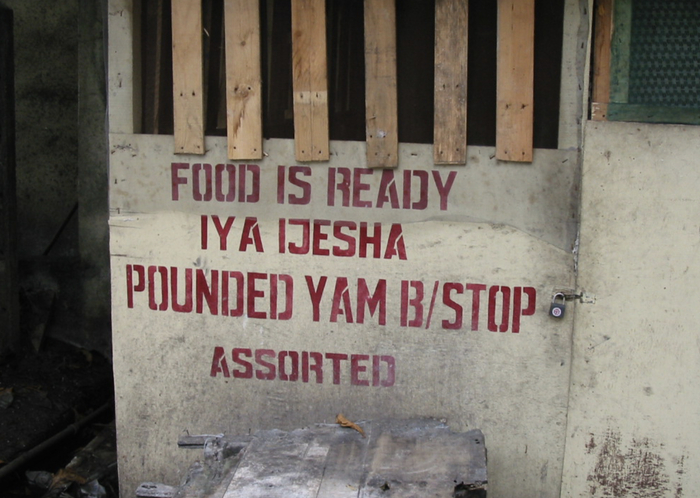 FOOD IS READY
IYA IJESHA
POUNDED YAM B/STOP
ASSORTED